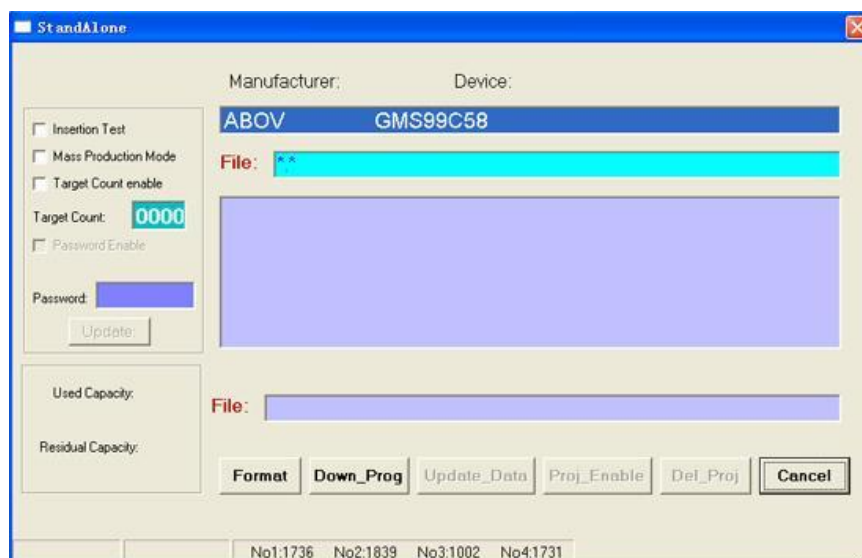 StandAlone
Manufacturer: Device:
ABOV GMS99C58
File: *.*
Insertion Test
Mass Production Mode
Target Count enable
Target Count: 0000
Password Enable
Password:
Update
Used Capacity:
Residual Capacity:
File:
Format Down_Prog Update_Data Proj_Enable Del_Proj Cancel
No1:1736 No2:1839 No3:1002 No4:1731